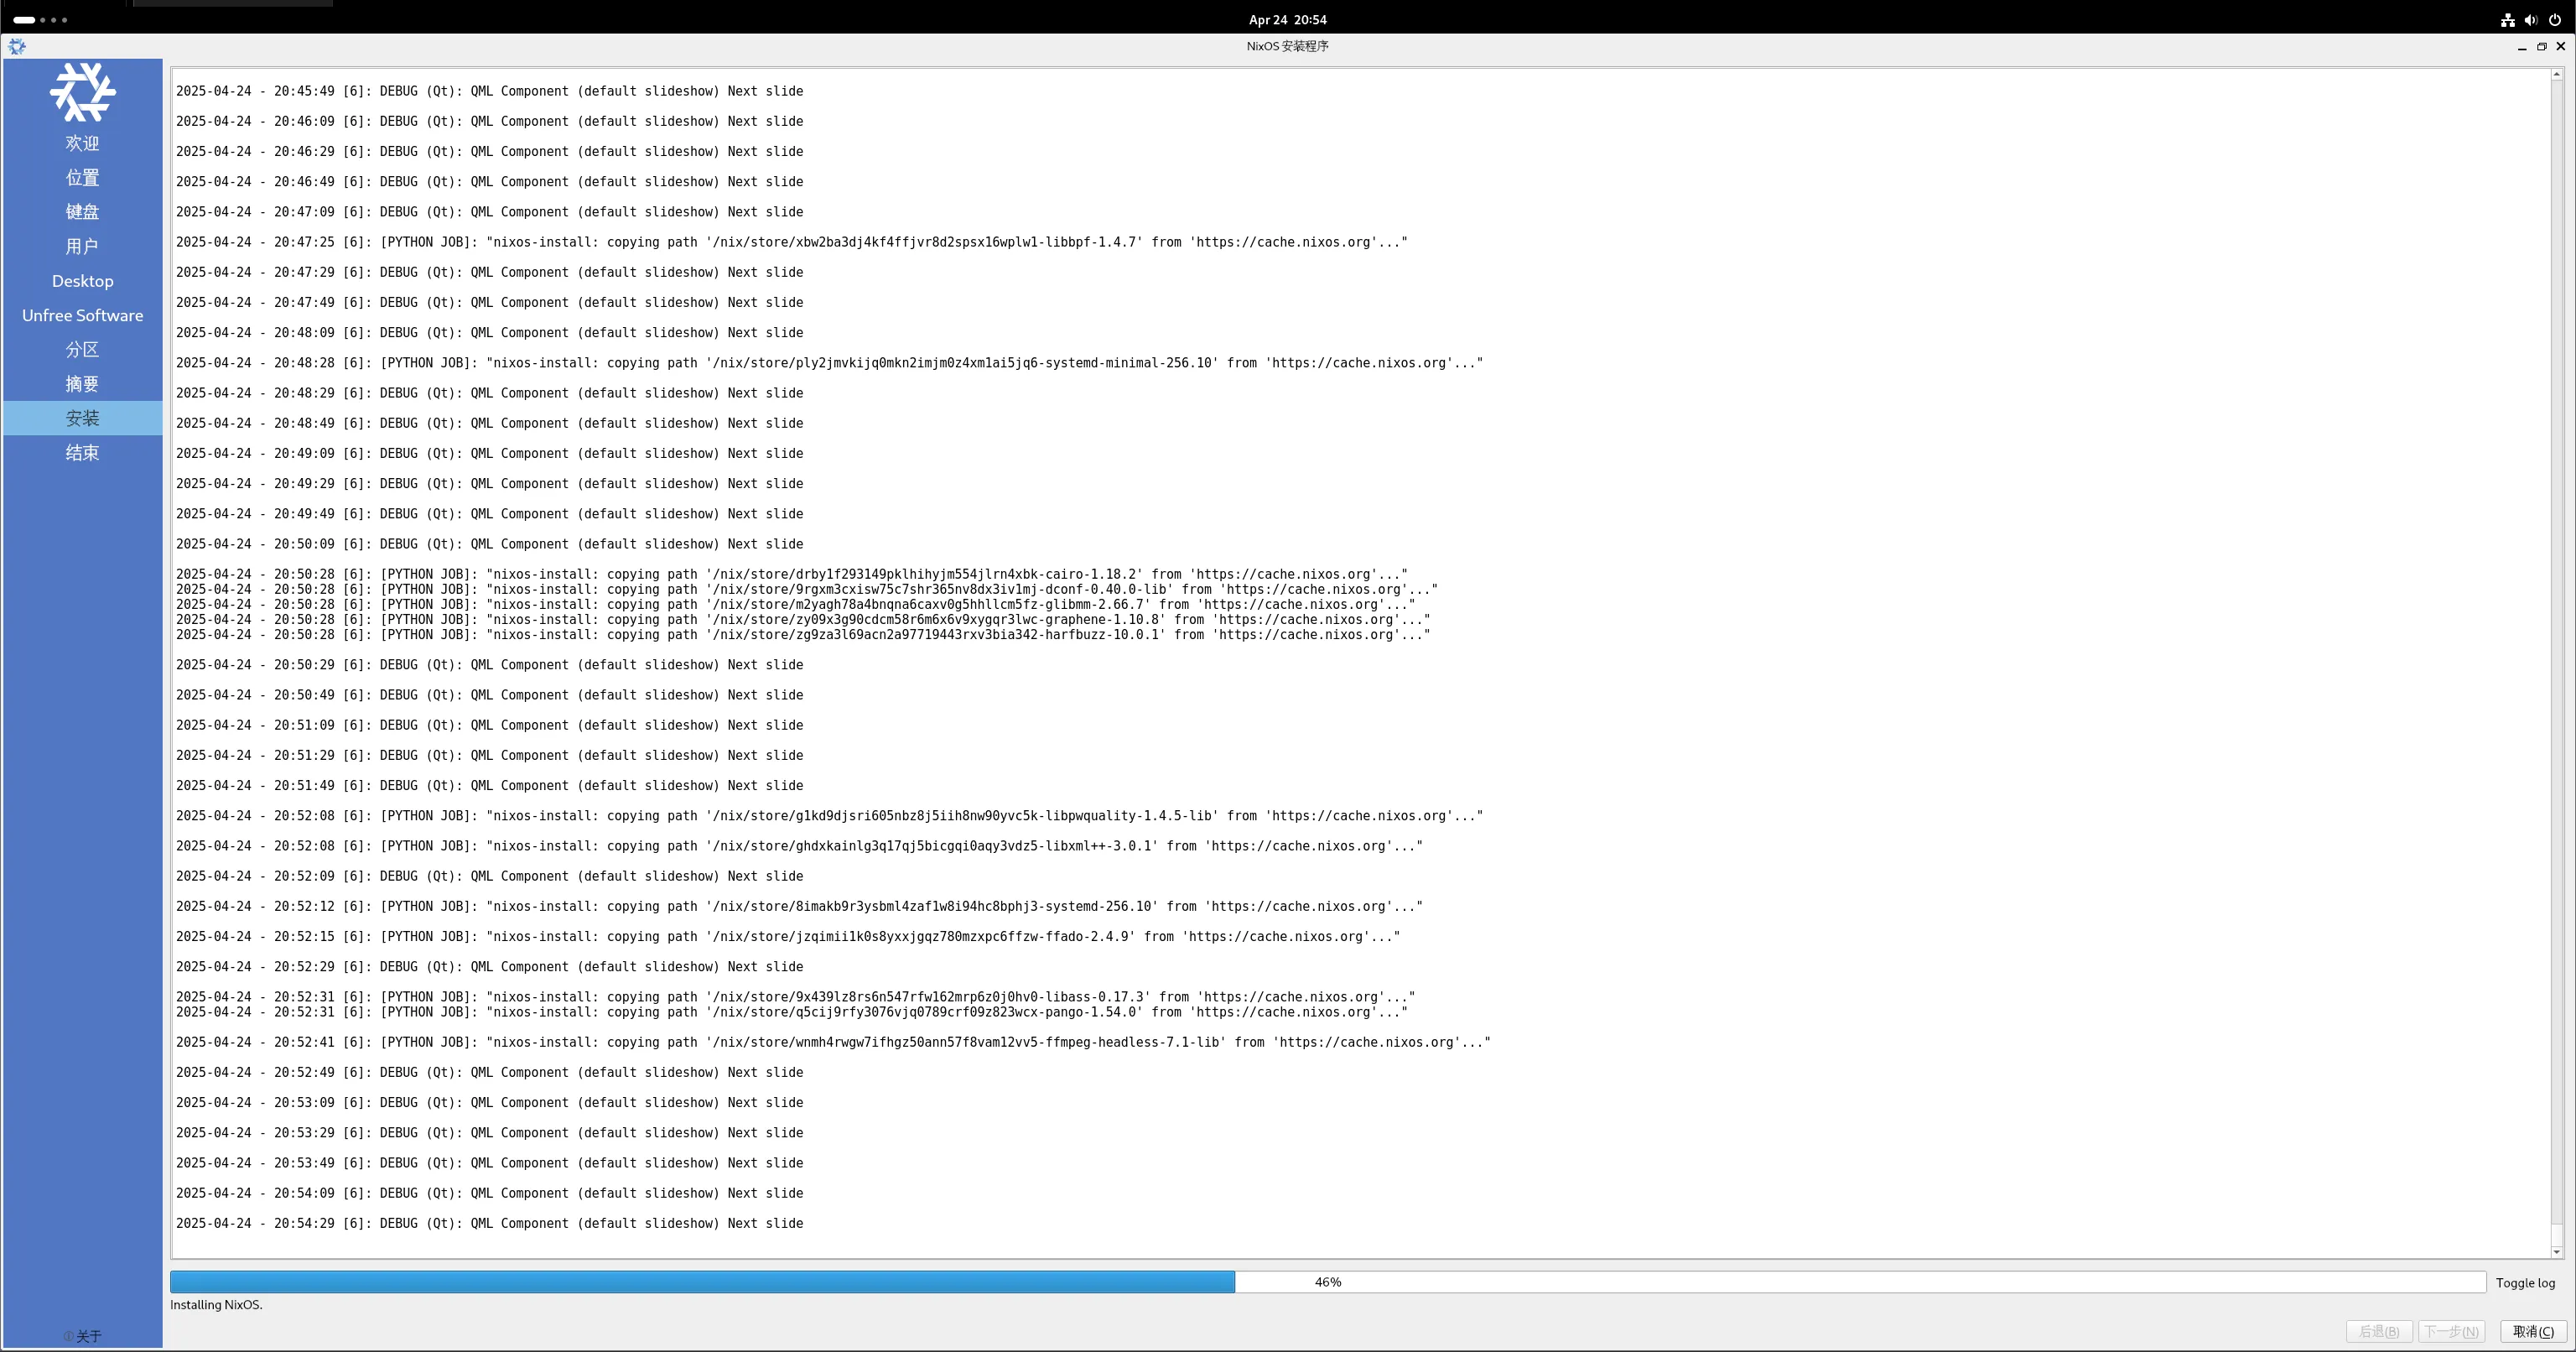 Apr 24 20:54
NixOS 安装程序
欢迎
位置
键盘
用户
Desktop
Unfree Software
分区
摘要
安装
结束
关于
2025-04-24 - 20:45:49 [6]: DEBUG (Qt): QML Component (default slideshow) Next slide
2025-04-24 - 20:46:09 [6]: DEBUG (Qt): QML Component (default slideshow) Next slide
2025-04-24 - 20:46:29 [6]: DEBUG (Qt): QML Component (default slideshow) Next slide
2025-04-24 - 20:46:49 [6]: DEBUG (Qt): QML Component (default slideshow) Next slide
2025-04-24 - 20:47:09 [6]: DEBUG (Qt): QML Component (default slideshow) Next slide
2025-04-24 - 20:47:25 [6]: [PYTHON JOB]: "nixos-install: copying path '/nix/store/xbw2ba3dj4kf4ffjvr8d2spsx16wplw1-libbpf-1.4.7' from 'https://cache.nixos.org'..."
2025-04-24 - 20:47:29 [6]: DEBUG (Qt): QML Component (default slideshow) Next slide
2025-04-24 - 20:47:49 [6]: DEBUG (Qt): QML Component (default slideshow) Next slide
2025-04-24 - 20:48:09 [6]: DEBUG (Qt): QML Component (default slideshow) Next slide
2025-04-24 - 20:48:28 [6]: [PYTHON JOB]: "nixos-install: copying path '/nix/store/ply2jmvkijq0mkn2imjm0z4xm1ai5jq6-systemd-minimal-256.10' from 'https://cache.nixos.org'..."
2025-04-24 - 20:48:29 [6]: DEBUG (Qt): QML Component (default slideshow) Next slide
2025-04-24 - 20:48:49 [6]: DEBUG (Qt): QML Component (default slideshow) Next slide
2025-04-24 - 20:49:09 [6]: DEBUG (Qt): QML Component (default slideshow) Next slide
2025-04-24 - 20:49:29 [6]: DEBUG (Qt): QML Component (default slideshow) Next slide
2025-04-24 - 20:49:49 [6]: DEBUG (Qt): QML Component (default slideshow) Next slide
2025-04-24 - 20:50:09 [6]: DEBUG (Qt): QML Component (default slideshow) Next slide
2025-04-24 - 20:50:28 [6]: [PYTHON JOB]: "nixos-install: copying path '/nix/store/drby1f293149pklhihyjm554jlrn4xbk-cairo-1.18.2' from 'https://cache.nixos.org'..."
2025-04-24 - 20:50:28 [6]: [PYTHON JOB]: "nixos-install: copying path '/nix/store/9rgxm3cxisw75c7shr365nv8dx3iv1mj-dconf-0.40.0-lib' from 'https://cache.nixos.org'..."
2025-04-24 - 20:50:28 [6]: [PYTHON JOB]: "nixos-install: copying path '/nix/store/m2yagh78a4bnqna6caxv0g5hhllcm5fz-glibmm-2.66.7' from 'https://cache.nixos.org'..."
2025-04-24 - 20:50:28 [6]: [PYTHON JOB]: "nixos-install: copying path '/nix/store/zy09x3g90cdcm58r6m6x6v9xygqr3lwc-graphene-1.10.8' from 'https://cache.nixos.org'..."
2025-04-24 - 20:50:28 [6]: [PYTHON JOB]: "nixos-install: copying path '/nix/store/zg9za3l69acn2a97719443rxv3bia342-harfbuzz-10.0.1' from 'https://cache.nixos.org'..."
2025-04-24 - 20:50:29 [6]: DEBUG (Qt): QML Component (default slideshow) Next slide
2025-04-24 - 20:50:49 [6]: DEBUG (Qt): QML Component (default slideshow) Next slide
2025-04-24 - 20:51:09 [6]: DEBUG (Qt): QML Component (default slideshow) Next slide
2025-04-24 - 20:51:29 [6]: DEBUG (Qt): QML Component (default slideshow) Next slide
2025-04-24 - 20:51:49 [6]: DEBUG (Qt): QML Component (default slideshow) Next slide
2025-04-24 - 20:52:08 [6]: [PYTHON JOB]: "nixos-install: copying path '/nix/store/g1kd9djsri605nbz8j5iih8nw90yvc5k-libpwquality-1.4.5-lib' from 'https://cache.nixos.org'..."
2025-04-24 - 20:52:08 [6]: [PYTHON JOB]: "nixos-install: copying path '/nix/store/ghdxkainlg3q17qj5bicgqi0aqy3vdz5-libxml++-3.0.1' from 'https://cache.nixos.org'..."
2025-04-24 - 20:52:09 [6]: DEBUG (Qt): QML Component (default slideshow) Next slide
2025-04-24 - 20:52:12 [6]: [PYTHON JOB]: "nixos-install: copying path '/nix/store/8imakb9r3ysbml4zaf1w8i94hc8bphj3-systemd-256.10' from 'https://cache.nixos.org'..."
2025-04-24 - 20:52:15 [6]: [PYTHON JOB]: "nixos-install: copying path '/nix/store/jzqimii1k0s8yxxjgqz780mzxpc6ffzw-ffado-2.4.9' from 'https://cache.nixos.org'..."
2025-04-24 - 20:52:29 [6]: DEBUG (Qt): QML Component (default slideshow) Next slide
2025-04-24 - 20:52:31 [6]: [PYTHON JOB]: "nixos-install: copying path '/nix/store/9x439lz8rs6n547rfw162mrp6z0j0hv0-libass-0.17.3' from 'https://cache.nixos.org'..."
2025-04-24 - 20:52:31 [6]: [PYTHON JOB]: "nixos-install: copying path '/nix/store/q5cij9rfy3076vjq0789crf09z823wcx-pango-1.54.0' from 'https://cache.nixos.org'..."
2025-04-24 - 20:52:41 [6]: [PYTHON JOB]: "nixos-install: copying path '/nix/store/wnmh4rwgw7ifhgz50ann57f8vam12vv5-ffmpeg-headless-7.1-lib' from 'https://cache.nixos.org'..."
2025-04-24 - 20:52:49 [6]: DEBUG (Qt): QML Component (default slideshow) Next slide
2025-04-24 - 20:53:09 [6]: DEBUG (Qt): QML Component (default slideshow) Next slide
2025-04-24 - 20:53:29 [6]: DEBUG (Qt): QML Component (default slideshow) Next slide
2025-04-24 - 20:53:49 [6]: DEBUG (Qt): QML Component (default slideshow) Next slide
2025-04-24 - 20:54:09 [6]: DEBUG (Qt): QML Component (default slideshow) Next slide
2025-04-24 - 20:54:29 [6]: DEBUG (Qt): QML Component (default slideshow) Next slide
46%
Toggle log
Installing NixOS.
后退(B)
下一步(N)
取消(C)